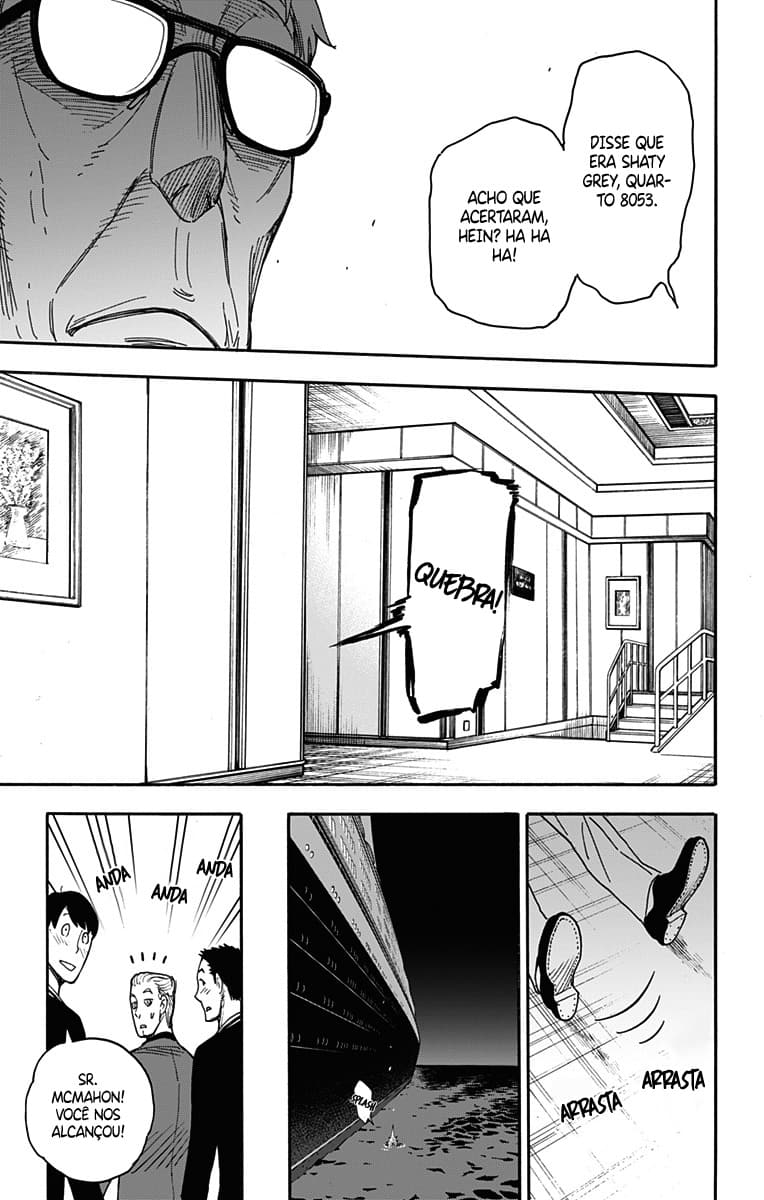 DISSE QUE
ERA SHATY
GREY, QUAR-
TO 8053.
ACHO QUE
ACERTARAM,
HEIN? HA HA
HA!
QUEBRA!
ARRASTA
ARRASTA
SPLASH
ANDA
ANDA
ANDA
SR.
MCMAHON!
VOCÊ NOS
ALCANÇOU!